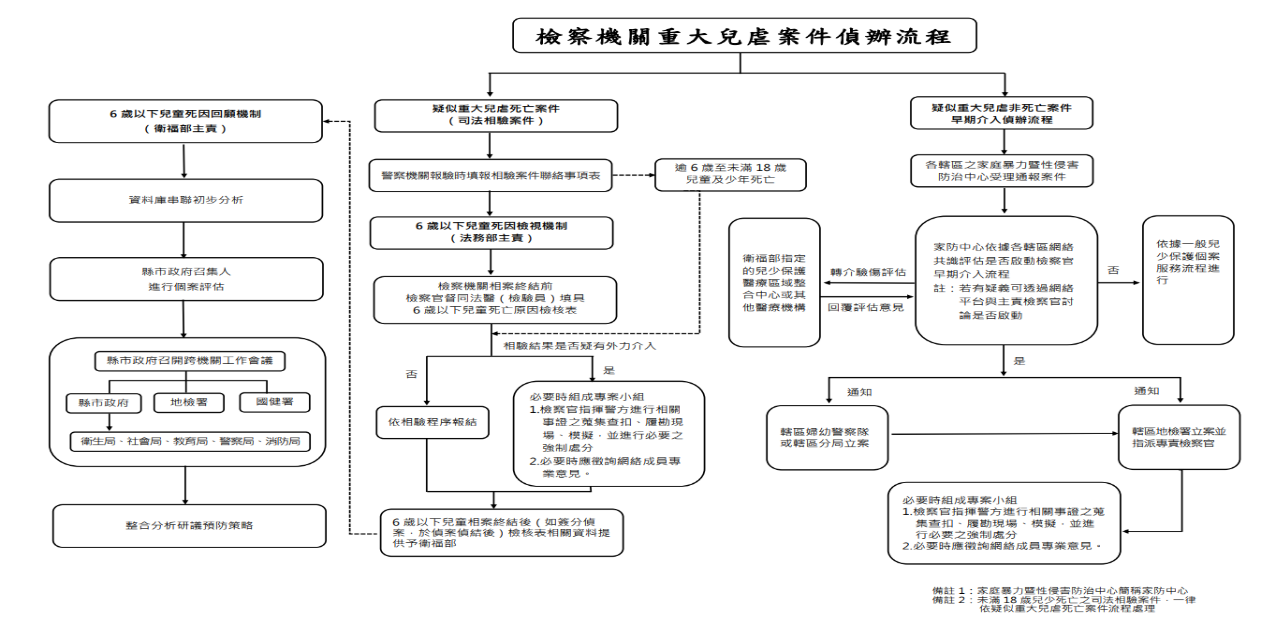 檢察機關重大兒虐案件偵辦流程
6 歲以下兒童死因回顧機制
(衛福部主責)
資料庫串聯初步分析
縣市政府召集人
進行個案評估
縣市政府召開跨機關工作會議
縣市政府
地檢署
國健署
衛生局、社會局、教育局、警察局、消防局
整合分析研議預防策略
疑似重大兒虐死亡案件
(司法相驗案件)
警察機關報驗時填報相驗案件聯絡事項表
逾 6 歲至未滿 18 歲
兒童及少年死亡
6 歲以下兒童死因檢視機制
(法務部主責)
檢察機關相案終結前
檢察官督同法醫(檢驗員)填具
6 歲以下兒童死亡原因檢核表
相驗結果是否疑有外力介入
否
是
依相驗程序報結
必要時組成專案小組
1.檢察官指揮警方進行相關
事證之蒐集查扣、履勘現
場、模擬,並進行必要之
強制處分
2.必要時應徵詢網絡成員專
業意見。
6 歲以下兒童相案終結後(如簽分偵
案,於偵案偵結後)檢核表相關資料提
供予衛福部
疑似重大兒虐非死亡案件
早期介入偵辦流程
各轄區之家庭暴力暨性侵害
防治中心受理通報案件
衛福部指定
的兒少保護
醫療區域整
合中心或其
他醫療機構
轉介驗傷評估
回覆評估意見
家防中心依據各轄區網絡
共識評估是否啟動檢察官
早期介入流程
註:若有疑義可透過網絡
平台與主責檢察官討
論是否啟動
否
依據一般兒
少保護個案
服務流程進
行
是
通知
通知
轄區婦幼警察隊
或轄區分局立案
轄區地檢署立案並
指派專責檢察官
必要時組成專案小組
1.檢察官指揮警方進行相關事證之蒐
集查扣、履勘現場、模擬,並進
行必要之強制處分
2.必要時應徵詢網絡成員專業意見。
備註 1:家庭暴力暨性侵害防治中心簡稱家防中心
備註 2:未滿 18 歲兒少死亡之司法相驗案件,一律
依疑似重大兒虐死亡案件流程處理